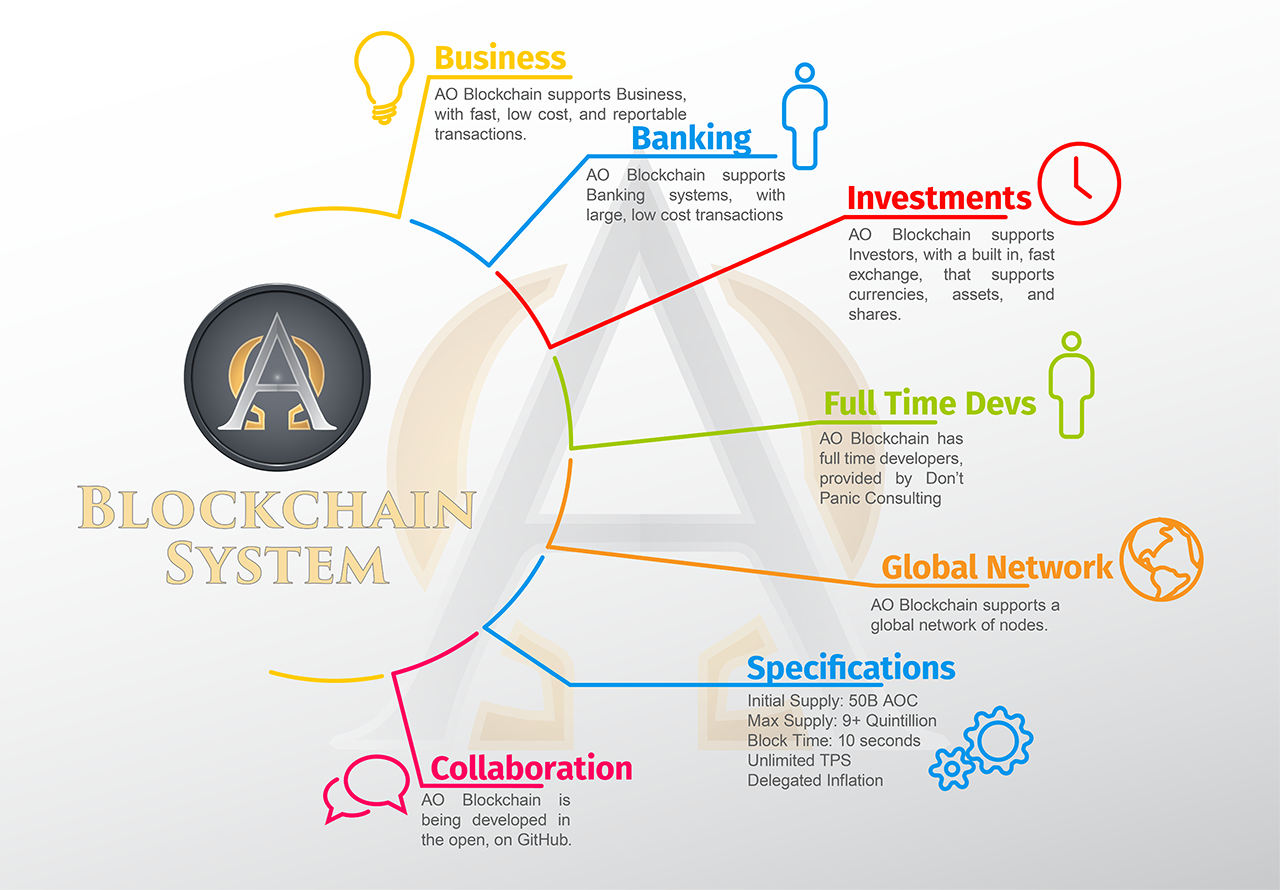 Business
AO Blockchain supports Business,
with fast, low cost, and reportable
transactions.
Banking
AO Blockchain supports
Banking systems, with
large, low cost transactions
Investments
AO Blockchain supports
Investors, with a built in, fast
exchange, that supports
currencies, assets, and
shares.
Full Time Devs
AO Blockchain has
full time developers,
provided by Don’t
Panic Consulting
BLOCKCHAIN
SYSTEM
Global Network
AO Blockchain supports a
global network of nodes.
Specifications
Initial Supply: 50B AOC
Max Supply: 9+ Quintillion
Block Time: 10 seconds
Unlimited TPS
Delegated Inflation
Collaboration
AO Blockchain is
being developed in
the open, on GitHub.